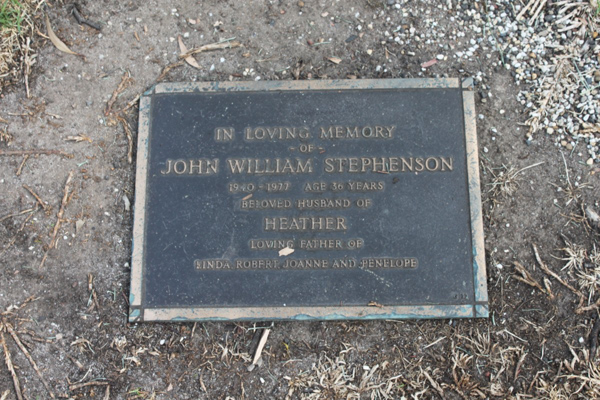 IN LOVING MEMORY
- OF -
JOHN WILLIAM STEPHENSON
1940 - 1977 AGE 36 YEARS
BELOVED HUSBAND OF
HEATHER
LOVING FATHER OF
LINDA, ROBERT, JOANNE AND PENELOPE